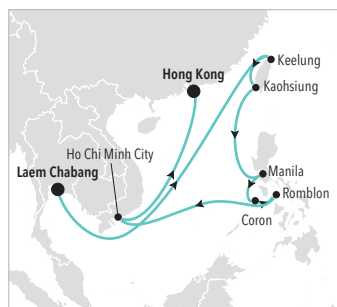 Keelung
Hong Kong
Kaohsiung
Ho Chi Minh City
Laem Chabang
Manila
Romblon
Coron